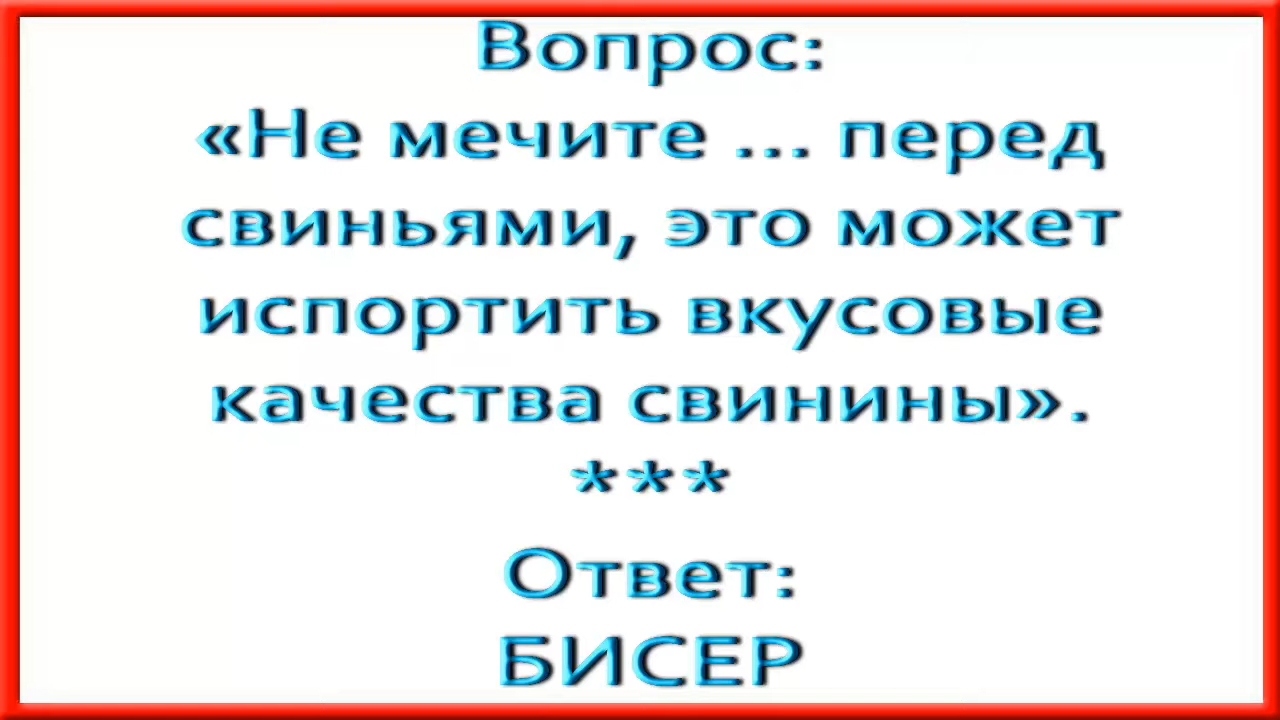 Вопрос:
«Не мечите ... перед
свиньями, это может
испортить вкусовые
качества свинины».
***
Ответ:
БИСЕР